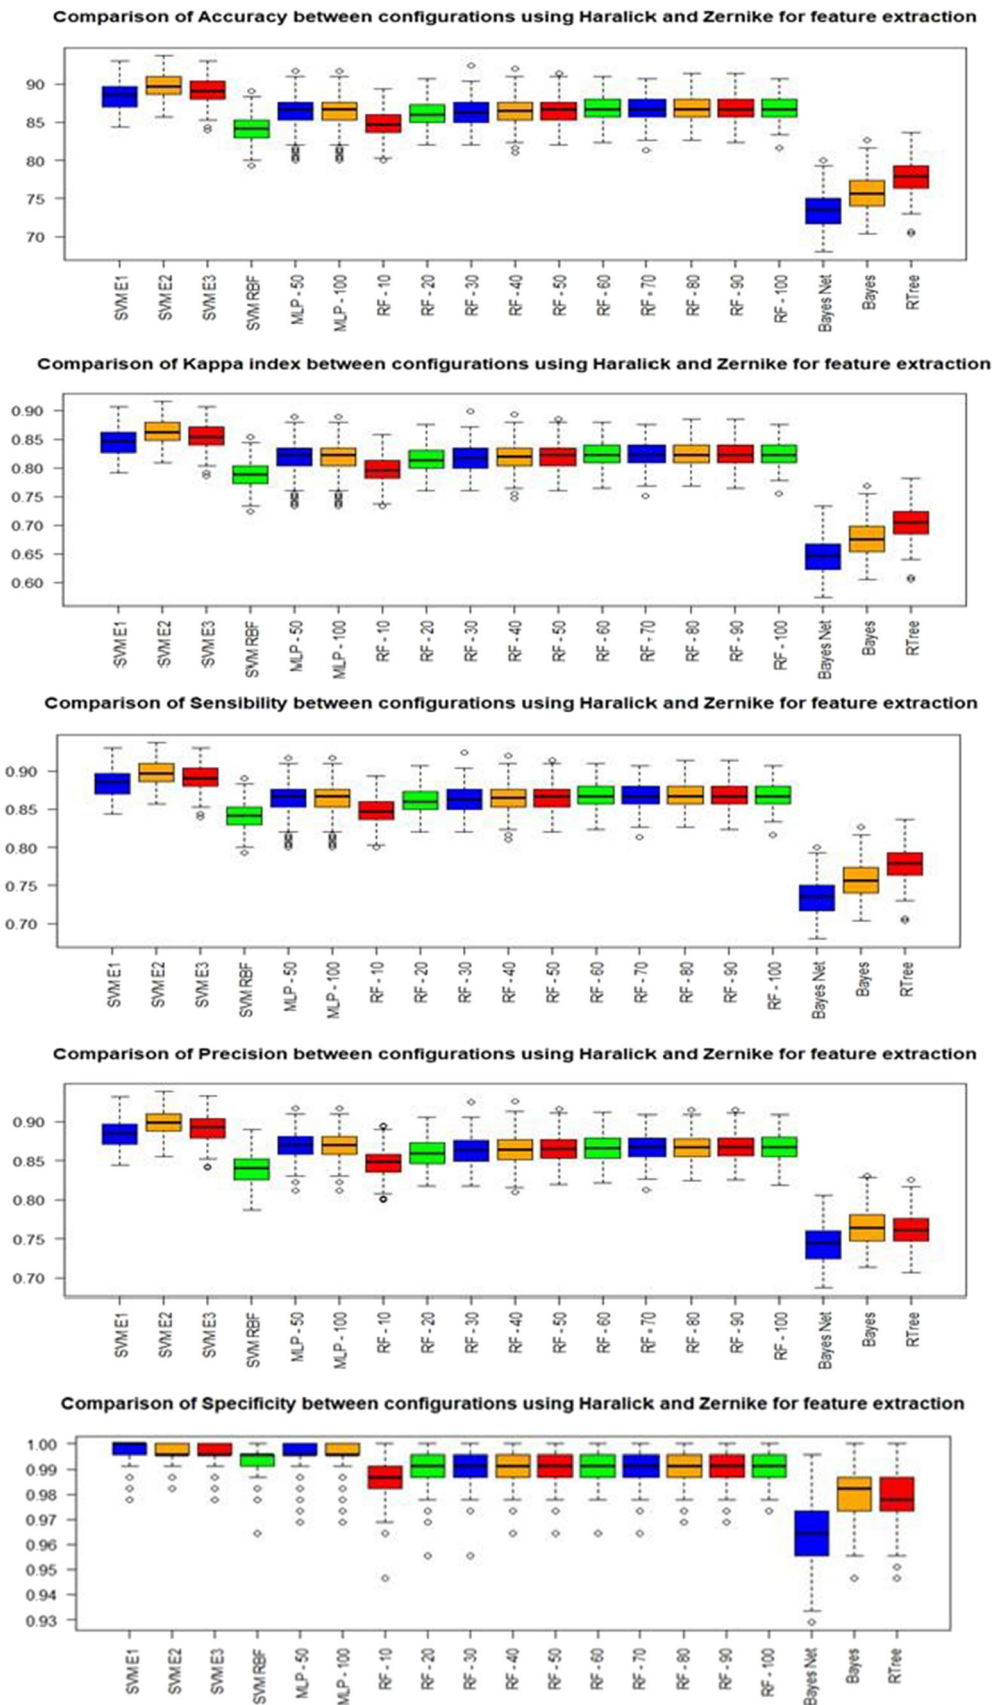 Comparison of Accuracy between configurations using Haralick and Zernike for feature extraction
90
85
80
75
70
SVM E1
SVM E2
SVM E3
SVM RBF
MLP - 50
MLP - 100
RF - 10
RF - 20
RF - 30
RF - 40
RF - 50
RF - 60
RF - 70
RF - 80
RF - 90
RF - 100
Bayes Net
Bayes
RTree
Comparison of Kappa index between configurations using Haralick and Zernike for feature extraction
0.90
0.85
0.80
0.75
0.70
0.65
0.60
SVM E1
SVM E2
SVM E3
SVM RBF
MLP - 50
MLP - 100
RF - 10
RF - 20
RF - 30
RF - 40
RF - 50
RF - 60
RF - 70
RF - 80
RF - 90
RF - 100
Bayes Net
Bayes
RTree
Comparison of Sensibility between configurations using Haralick and Zernike for feature extraction
0.90
0.85
0.80
0.75
0.70
SVM E1
SVM E2
SVM E3
SVM RBF
MLP - 50
MLP - 100
RF - 10
RF - 20
RF - 30
RF - 40
RF - 50
RF - 60
RF - 70
RF - 80
RF - 90
RF - 100
Bayes Net
Bayes
RTree
Comparison of Precision between configurations using Haralick and Zernike for feature extraction
0.90
0.85
0.80
0.75
0.70
SVM E1
SVM E2
SVM E3
SVM RBF
MLP - 50
MLP - 100
RF - 10
RF - 20
RF - 30
RF - 40
RF - 50
RF - 60
RF - 70
RF - 80
RF - 90
RF - 100
Bayes Net
Bayes
RTree
Comparison of Specificity between configurations using Haralick and Zernike for feature extraction
1.00
0.99
0.98
0.97
0.96
0.95
0.94
0.93
SVM E1
SVM E2
SVM E3
SVM RBF
MLP - 50
MLP - 100
RF - 10
RF - 20
RF - 30
RF - 40
RF - 50
RF - 60
RF - 70
RF - 80
RF - 90
RF - 100
Bayes Net
Bayes
RTree